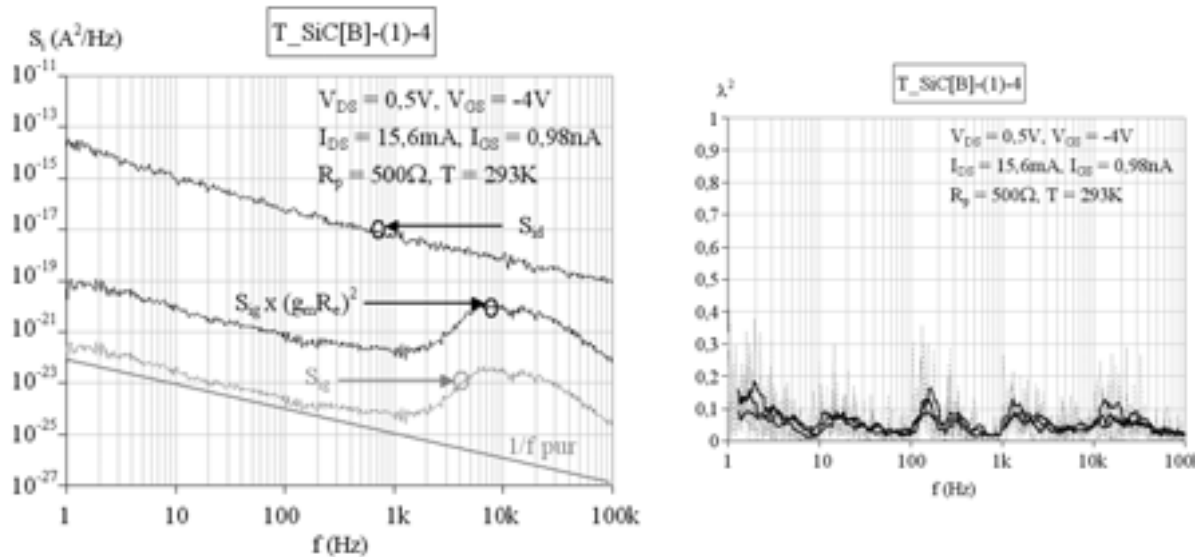 T_SiC[B]-(1)-4
S_i (A²/Hz)
10⁻¹¹
10⁻¹³
10⁻¹⁵
10⁻¹⁷
10⁻¹⁹
10⁻²¹
10⁻²³
10⁻²⁵
10⁻²⁷
V_DS = 0,5V, V_GS = -4V
I_DS = 15,6mA, I_GS = 0,98nA
R_p = 500Ω, T = 293K
S_id
S_ig x (g_mR_e)²
S_ig
1/f pur
1 10 100 1k 10k 100k
f (Hz)
T_SiC[B]-(1)-4
λ²
1
0,9
0,8
0,7
0,6
0,5
0,4
0,3
0,2
0,1
0
V_DS = 0,5V, V_GS = -4V
I_DS = 15,6mA, I_GS = 0,98nA
R_p = 500Ω, T = 293K
1 10 100 1k 10k 100k
f (Hz)